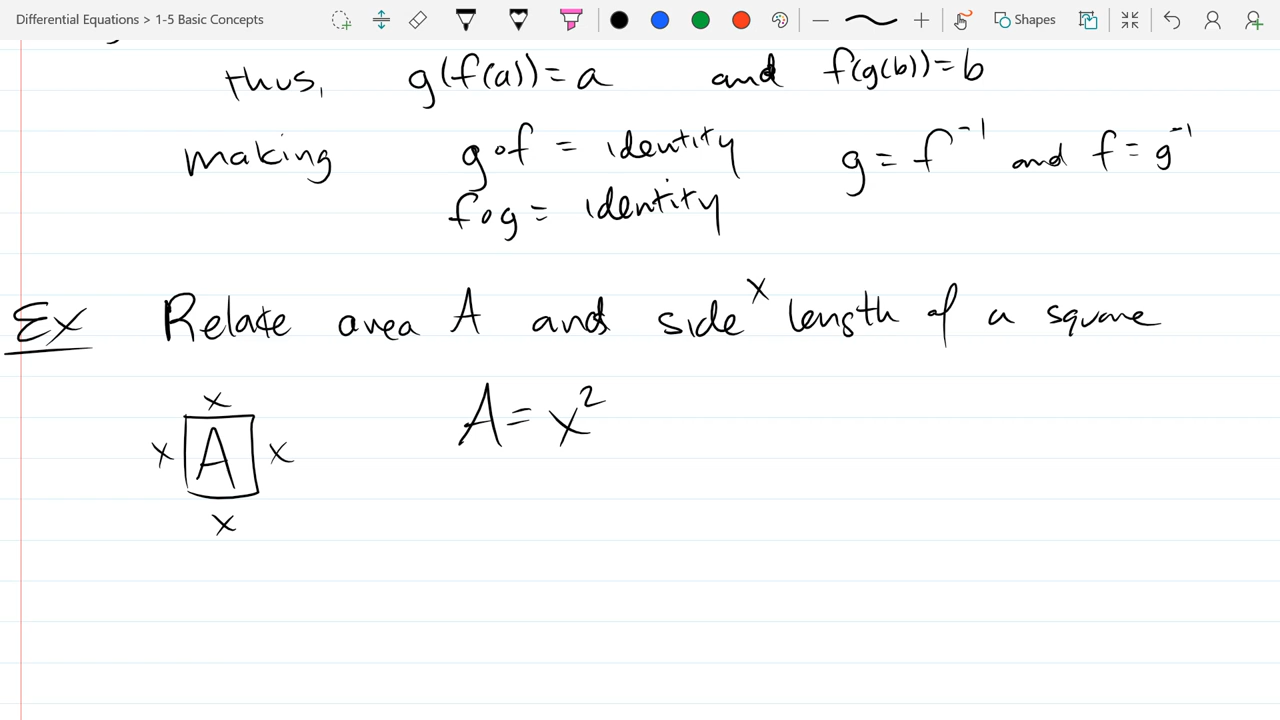 Differential Equations > 1-5 Basic Concepts
Shapes
thus, g(f(a)) = a and f(g(b)) = b
making g∘f = identity g = f⁻¹ and f = g⁻¹
f∘g = identity
Ex Relate area A and side x length of a square
x
x A x
x
A = x²